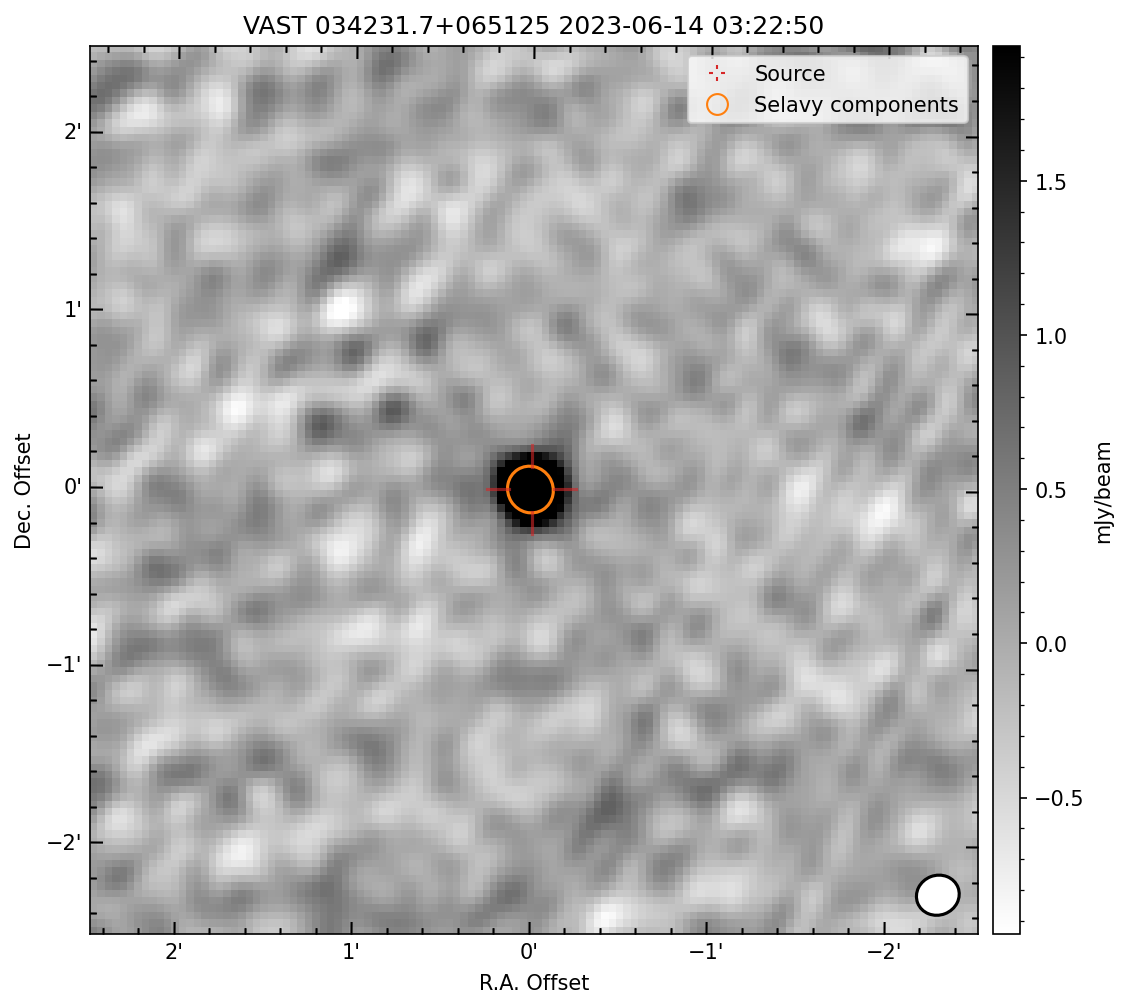 VAST 034231.7+065125 2023-06-14 03:22:50
Source
Selavy components
2'
1'
0'
−1'
−2'
Dec. Offset
2'
1'
0'
−1'
−2'
R.A. Offset
1.5
1.0
0.5
0.0
−0.5
mJy/beam